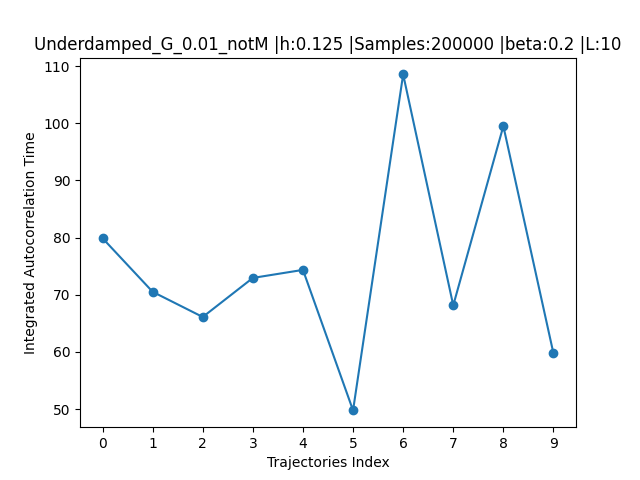 Underdamped_G_0.01_notM |h:0.125 |Samples:200000 |beta:0.2 |L:10
110
100
90
80
70
60
50
Integrated Autocorrelation Time
0 1 2 3 4 5 6 7 8 9
Trajectories Index